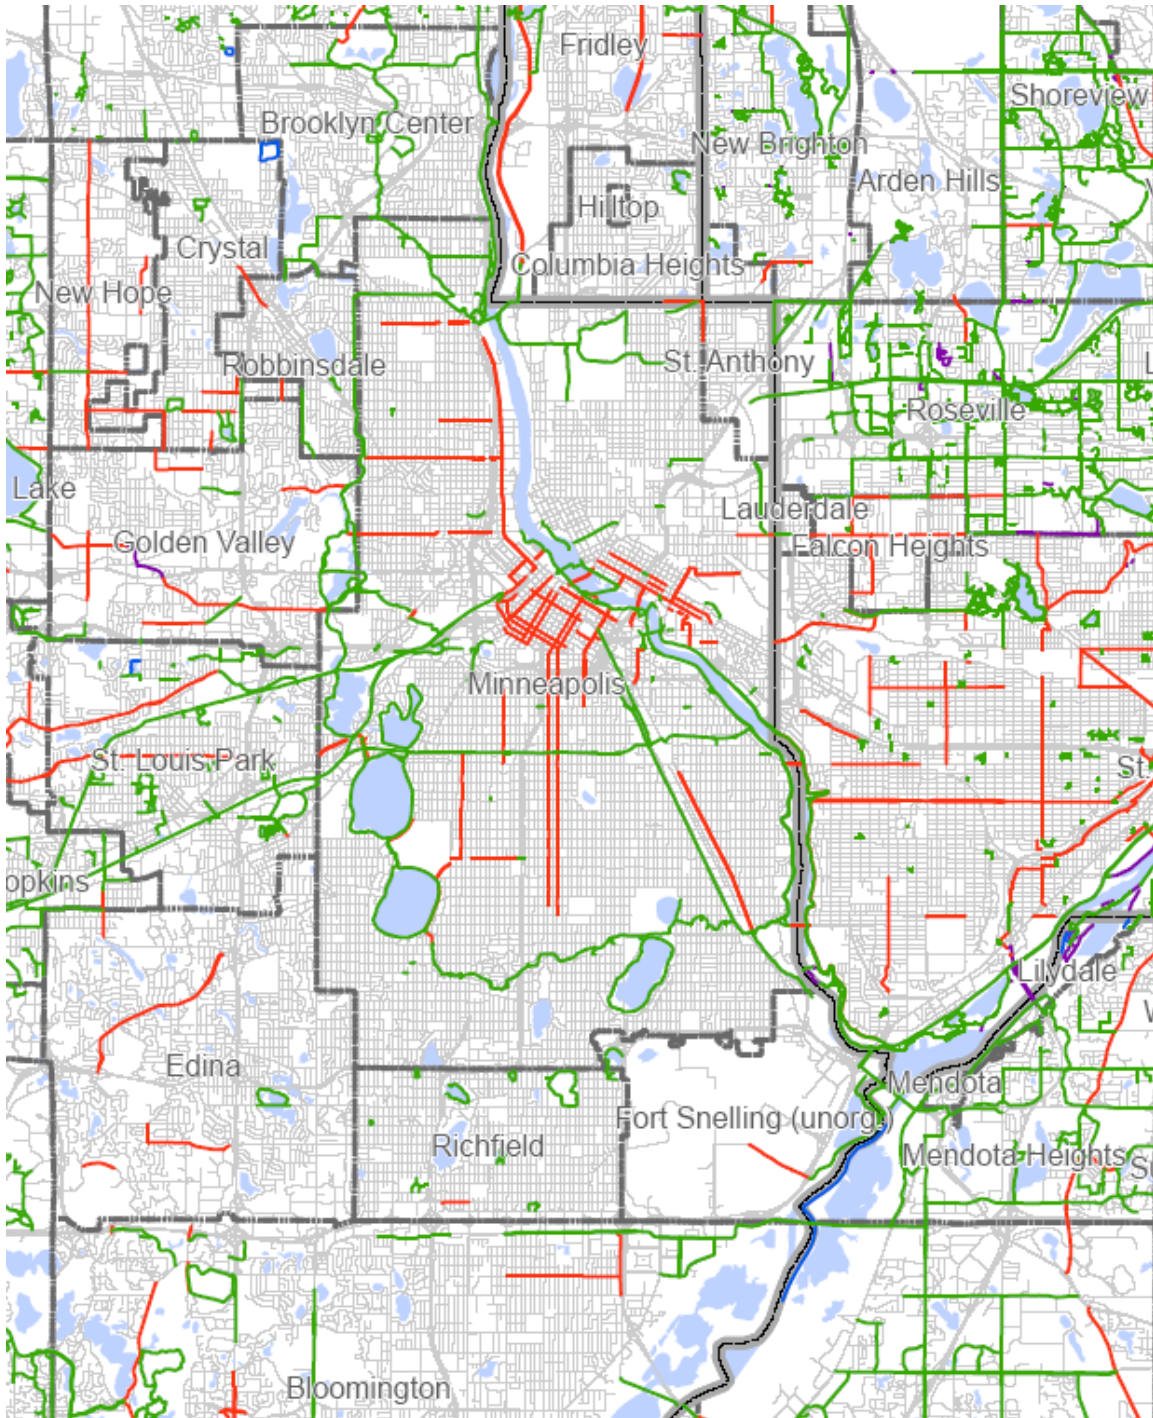 Fridley
Shoreview
Brooklyn Center
New Brighton
Arden Hills
Hilltop
Crystal
Columbia Heights
New Hope
Robbinsdale
St. Anthony
Roseville
Lake
Lauderdale
Golden Valley
Falcon Heights
Minneapolis
St. Louis Park
St.
opkins
Lilydale
Edina
Mendota
Fort Snelling (unorg.)
Richfield
Mendota Heights
Su
Bloomington